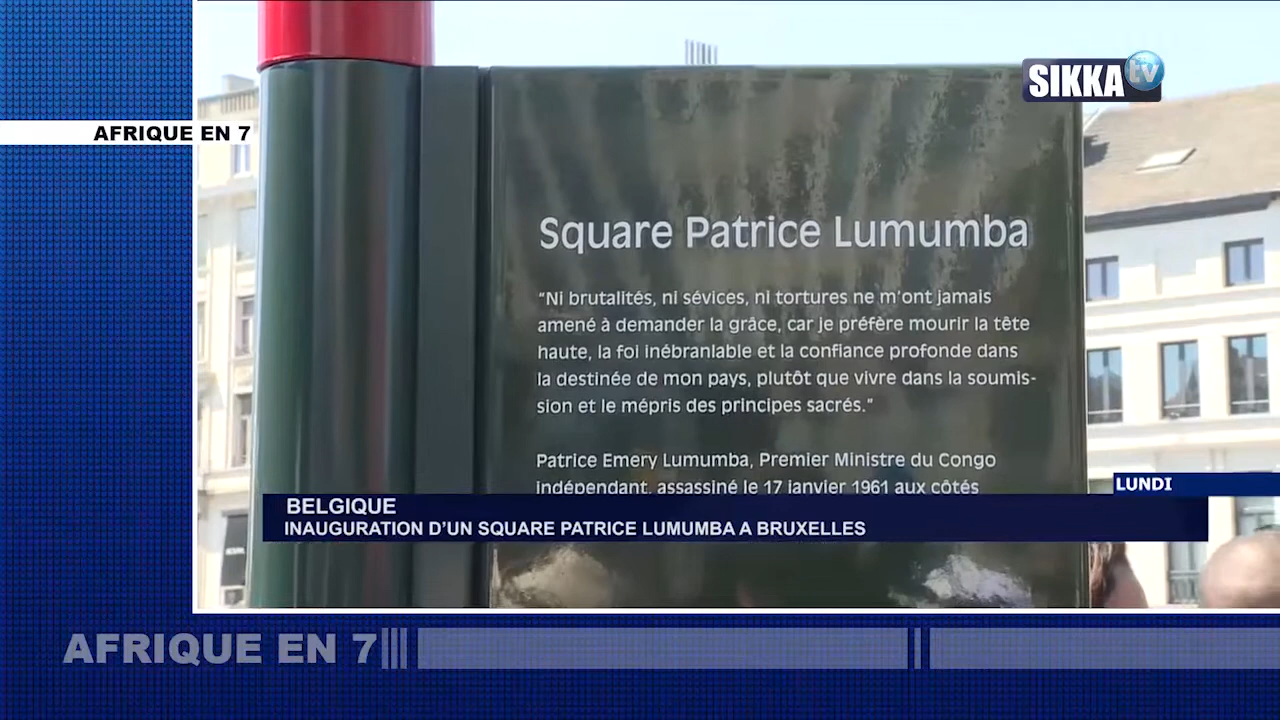 SIKKA tv
AFRIQUE EN 7
Square Patrice Lumumba
“Ni brutalités, ni sévices, ni tortures ne m'ont jamais
amené à demander la grâce, car je préfère mourir la tête
haute, la foi inébranlable et la confiance profonde dans
la destinée de mon pays, plutôt que vivre dans la soumis-
sion et le mépris des principes sacrés.”
Patrice Emery Lumumba, Premier Ministre du Congo
indépendant, assassiné le 17 janvier 1961 aux côtés
LUNDI
BELGIQUE
INAUGURATION D'UN SQUARE PATRICE LUMUMBA A BRUXELLES
AFRIQUE EN 7